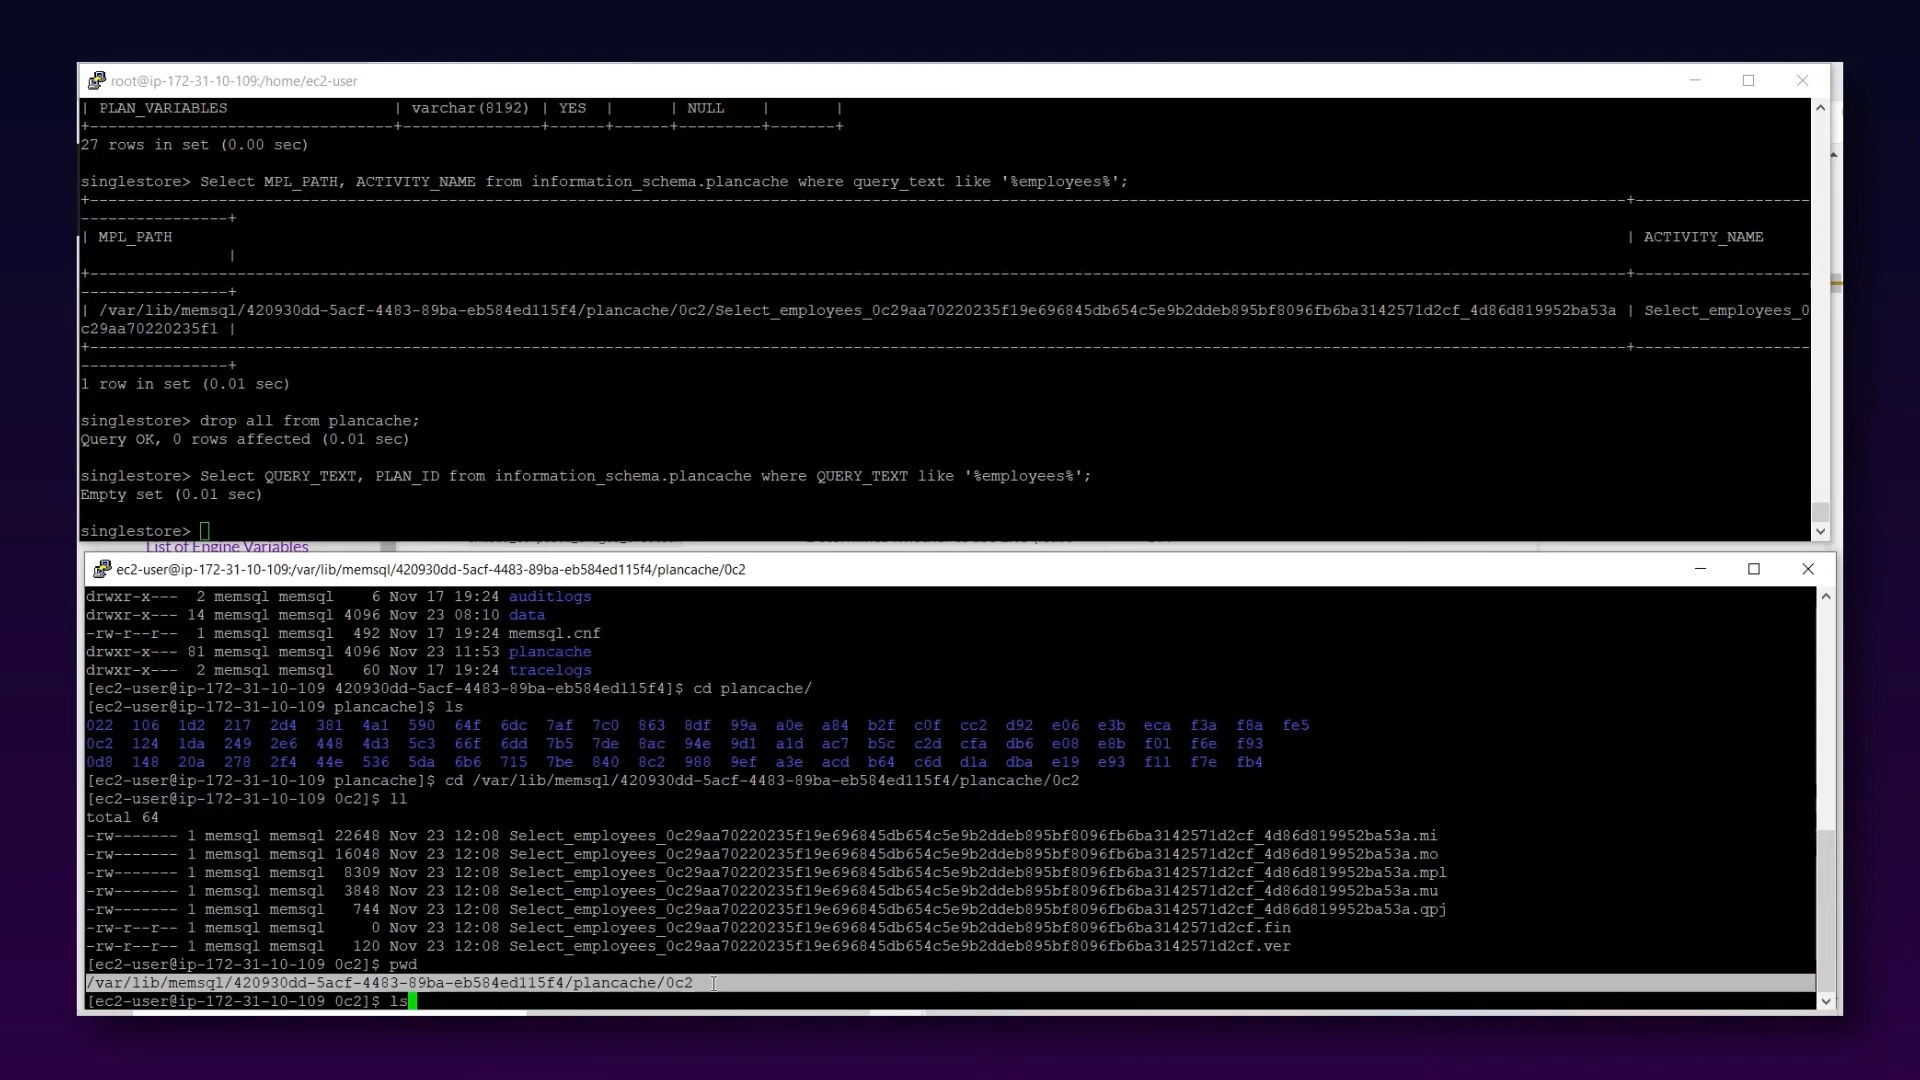 root@ip-172-31-10-109:/home/ec2-user
| PLAN_VARIABLES | varchar(8192) | YES | | NULL | |
+---------------------------------+---------------+------+------+---------+-------+
27 rows in set (0.00 sec)
singlestore> Select MPL_PATH, ACTIVITY_NAME from information_schema.plancache where query_text like '%employees%';
| MPL_PATH | ACTIVITY_NAME
|
| /var/lib/memsql/420930dd-5acf-4483-89ba-eb584ed115f4/plancache/0c2/Select_employees_0c29aa70220235f19e696845db654c5e9b2ddeb895bf8096fb6ba3142571d2cf_4d86d819952ba53a | Select_employees_0
c29aa70220235f1 |
1 row in set (0.01 sec)
singlestore> drop all from plancache;
Query OK, 0 rows affected (0.01 sec)
singlestore> Select QUERY_TEXT, PLAN_ID from information_schema.plancache where QUERY_TEXT like '%employees%';
Empty set (0.01 sec)
singlestore>
List of Engine Variables
ec2-user@ip-172-31-10-109:/var/lib/memsql/420930dd-5acf-4483-89ba-eb584ed115f4/plancache/0c2
drwxr-x--- 2 memsql memsql 6 Nov 17 19:24 auditlogs
drwxr-x--- 14 memsql memsql 4096 Nov 23 08:10 data
-rw-r--r-- 1 memsql memsql 492 Nov 17 19:24 memsql.cnf
drwxr-x--- 81 memsql memsql 4096 Nov 23 11:53 plancache
drwxr-x--- 2 memsql memsql 60 Nov 17 19:24 tracelogs
[ec2-user@ip-172-31-10-109 420930dd-5acf-4483-89ba-eb584ed115f4]$ cd plancache/
[ec2-user@ip-172-31-10-109 plancache]$ ls
022 106 1d2 217 2d4 381 4a1 590 64f 6dc 7af 7c0 863 8df 99a a0e a84 b2f c0f cc2 d92 e06 e3b eca f3a f8a fe5
0c2 124 1da 249 2e6 448 4d3 5c3 66f 6dd 7b5 7de 8ac 94e 9d1 a1d ac7 b5c c2d cfa db6 e08 e8b f01 f6e f93
0d8 148 20a 278 2f4 44e 536 5da 6b6 715 7be 840 8c2 988 9ef a3e acd b64 c6d d1a dba e19 e93 f11 f7e fb4
[ec2-user@ip-172-31-10-109 plancache]$ cd /var/lib/memsql/420930dd-5acf-4483-89ba-eb584ed115f4/plancache/0c2
[ec2-user@ip-172-31-10-109 0c2]$ ll
total 64
-rw------- 1 memsql memsql 22648 Nov 23 12:08 Select_employees_0c29aa70220235f19e696845db654c5e9b2ddeb895bf8096fb6ba3142571d2cf_4d86d819952ba53a.mi
-rw------- 1 memsql memsql 16048 Nov 23 12:08 Select_employees_0c29aa70220235f19e696845db654c5e9b2ddeb895bf8096fb6ba3142571d2cf_4d86d819952ba53a.mo
-rw------- 1 memsql memsql 8309 Nov 23 12:08 Select_employees_0c29aa70220235f19e696845db654c5e9b2ddeb895bf8096fb6ba3142571d2cf_4d86d819952ba53a.mpl
-rw------- 1 memsql memsql 3848 Nov 23 12:08 Select_employees_0c29aa70220235f19e696845db654c5e9b2ddeb895bf8096fb6ba3142571d2cf_4d86d819952ba53a.mu
-rw------- 1 memsql memsql 744 Nov 23 12:08 Select_employees_0c29aa70220235f19e696845db654c5e9b2ddeb895bf8096fb6ba3142571d2cf_4d86d819952ba53a.qpj
-rw-r--r-- 1 memsql memsql 0 Nov 23 12:08 Select_employees_0c29aa70220235f19e696845db654c5e9b2ddeb895bf8096fb6ba3142571d2cf.fin
-rw-r--r-- 1 memsql memsql 120 Nov 23 12:08 Select_employees_0c29aa70220235f19e696845db654c5e9b2ddeb895bf8096fb6ba3142571d2cf.ver
[ec2-user@ip-172-31-10-109 0c2]$ pwd
/var/lib/memsql/420930dd-5acf-4483-89ba-eb584ed115f4/plancache/0c2
[ec2-user@ip-172-31-10-109 0c2]$ ls